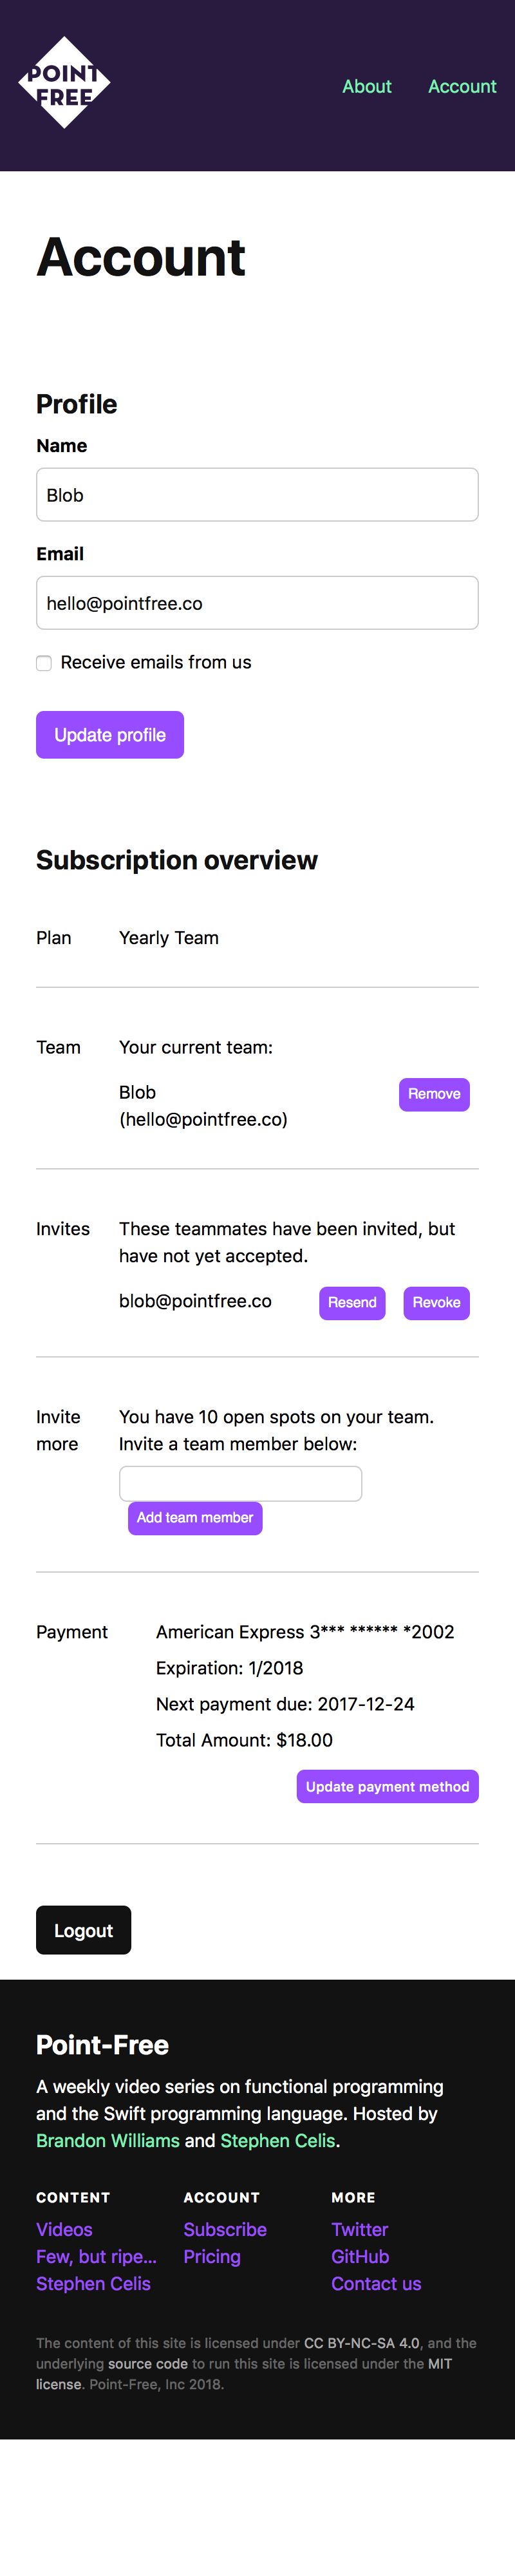 POINT
FREE
About
Account
Account
Profile
Name
Blob
Email
hello@pointfree.co
Receive emails from us
Update profile
Subscription overview
Plan
Yearly Team
Team
Your current team:
Blob
(hello@pointfree.co)
Remove
Invites
These teammates have been invited, but
have not yet accepted.
blob@pointfree.co
Resend
Revoke
Invite
more
You have 10 open spots on your team.
Invite a team member below:
Add team member
Payment
American Express 3*** ****** *2002
Expiration: 1/2018
Next payment due: 2017-12-24
Total Amount: $18.00
Update payment method
Logout
Point-Free
A weekly video series on functional programming
and the Swift programming language. Hosted by
Brandon Williams and Stephen Celis.
CONTENT
Videos
Few, but ripe...
Stephen Celis
ACCOUNT
Subscribe
Pricing
MORE
Twitter
GitHub
Contact us
The content of this site is licensed under CC BY-NC-SA 4.0, and the
underlying source code to run this site is licensed under the MIT
license. Point-Free, Inc 2018.